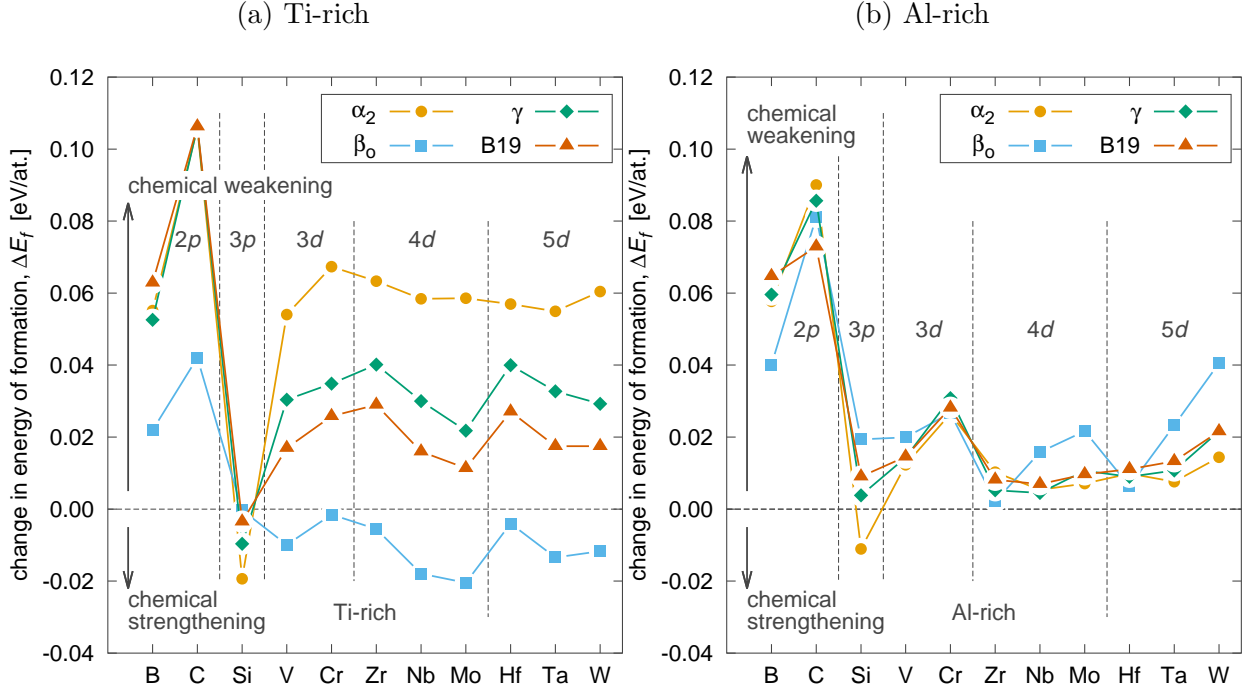 (a) Ti-rich
change in energy of formation, ΔE_f [eV/at.]
0.12
0.10
0.08
0.06
0.04
0.02
0.00
-0.02
-0.04
α₂ γ
βₒ B19
chemical weakening
2p 3p 3d 4d 5d
chemical
strengthening
Ti-rich
B C Si V Cr Zr Nb Mo Hf Ta W
(b) Al-rich
change in energy of formation, ΔE_f [eV/at.]
0.12
0.10
0.08
0.06
0.04
0.02
0.00
-0.02
-0.04
α₂ γ
βₒ B19
chemical
weakening
2p 3p 3d 4d 5d
chemical
strengthening
Al-rich
B C Si V Cr Zr Nb Mo Hf Ta W